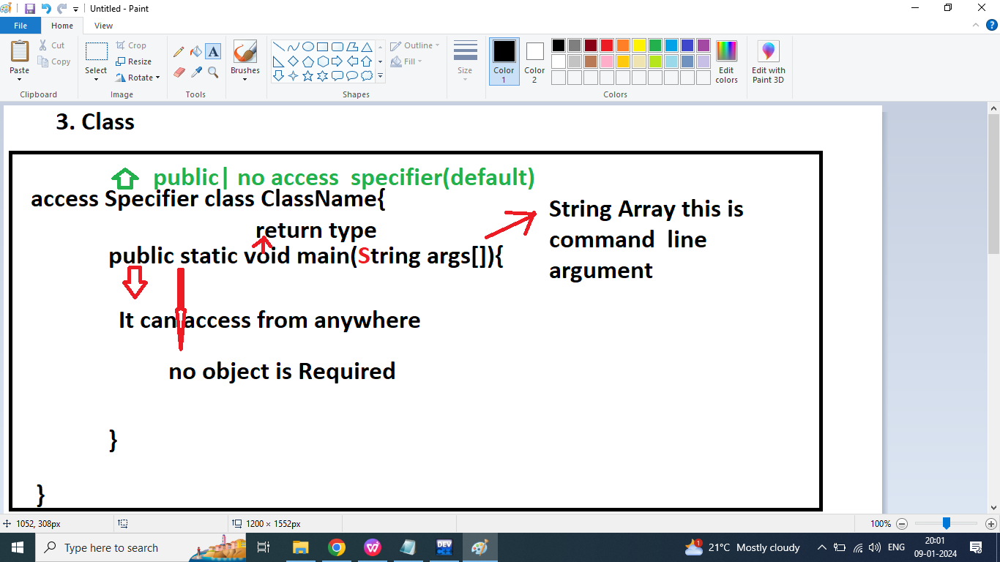 Untitled - Paint
File Home View
Paste Cut Copy Select Crop Resize Rotate Brushes Outline Fill Size Color 1 Color 2 Edit colors Edit with Paint 3D
Clipboard Image Tools Shapes Colors
3. Class
public| no access specifier(default)
access Specifier class ClassName{
return type
public static void main(String args[]){
String Array this is
command line
argument
It can access from anywhere
no object is Required
}
}
1052, 308px 1200 × 1552px 100%
Type here to search DEV 21°C Mostly cloudy ENG 20:01
09-01-2024